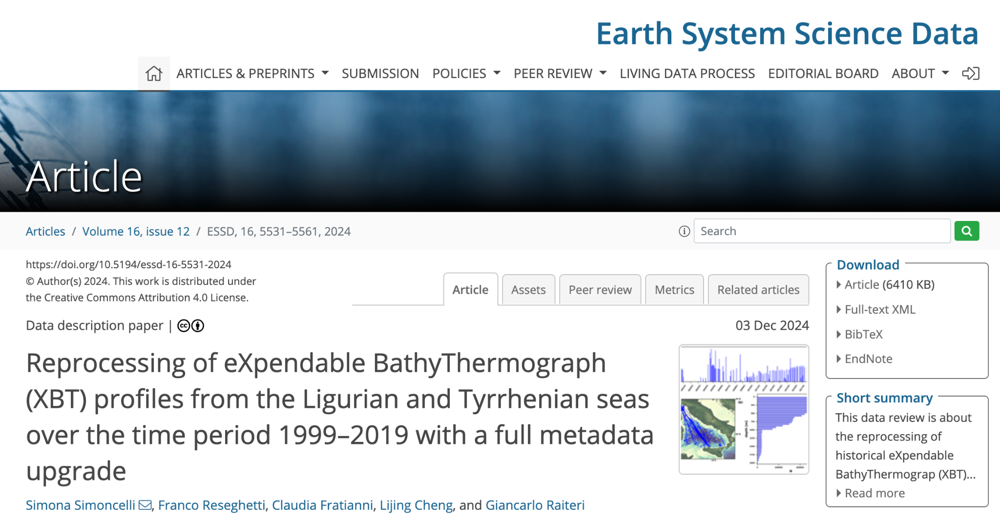 Earth System Science Data
ARTICLES & PREPRINTS SUBMISSION POLICIES PEER REVIEW LIVING DATA PROCESS EDITORIAL BOARD ABOUT
Article
Articles / Volume 16, issue 12 / ESSD, 16, 5531–5561, 2024
Search
https://doi.org/10.5194/essd-16-5531-2024
© Author(s) 2024. This work is distributed under
the Creative Commons Attribution 4.0 License.
Article Assets Peer review Metrics Related articles
Data description paper |
03 Dec 2024
Reprocessing of eXpendable BathyThermograph
(XBT) profiles from the Ligurian and Tyrrhenian seas
over the time period 1999–2019 with a full metadata
upgrade
Simona Simoncelli, Franco Reseghetti, Claudia Fratianni, Lijing Cheng, and Giancarlo Raiteri
Download
Article (6410 KB)
Full-text XML
BibTeX
EndNote
Short summary
This data review is about
the reprocessing of
historical eXpendable
BathyThermograp (XBT)...
Read more